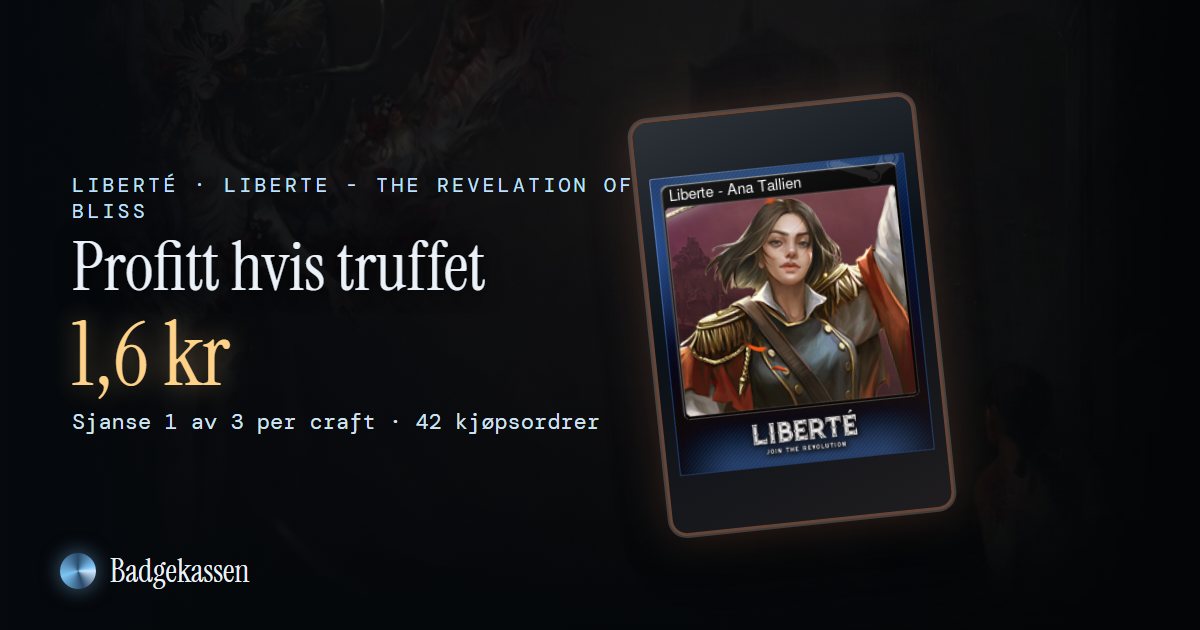 LIBERTÉ · LIBERTE - THE REVELATION OF
BLISS
Profitt hvis truffet
1,6 kr
Sjanse 1 av 3 per craft · 42 kjøpsordrer
Badgekassen
Liberte - Ana Tallien
LIBERTÉ
JOIN THE REVOLUTION